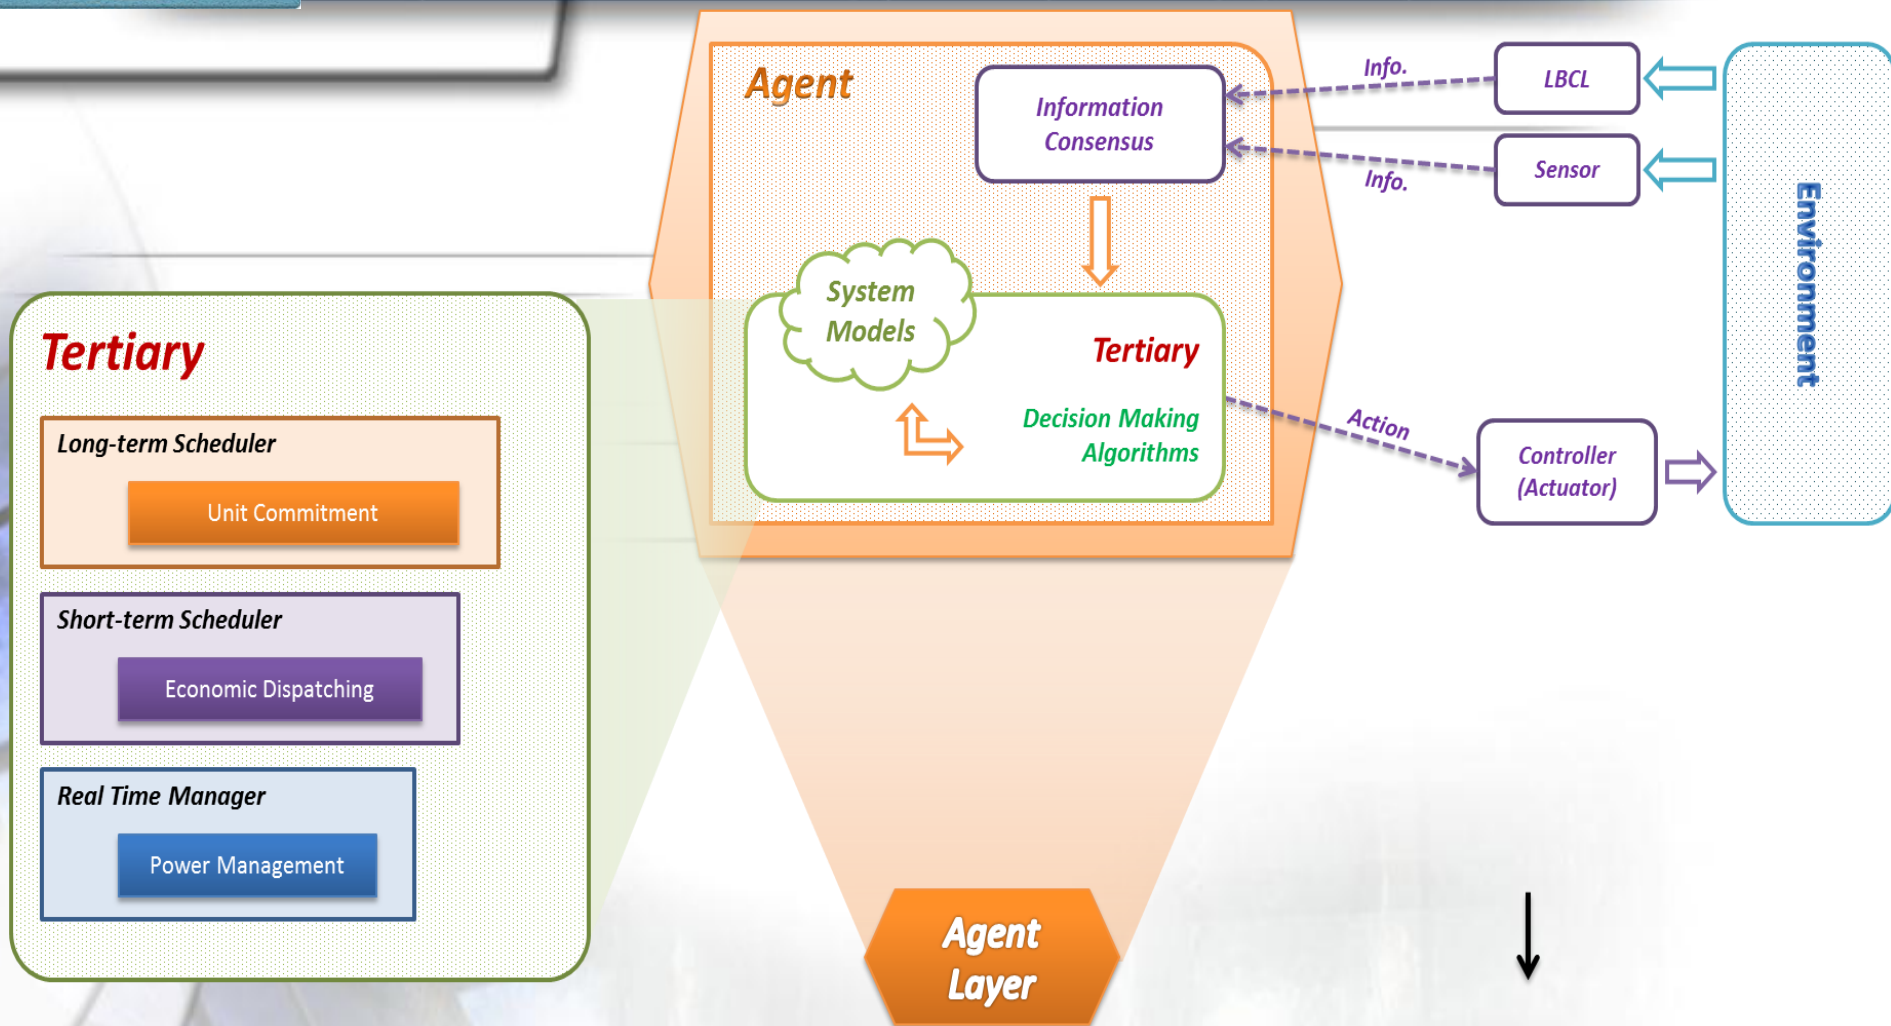 Agent
Information
Consensus
Info.
LBCL
Info.
Sensor
Environment
System
Models
Tertiary
Decision Making
Algorithms
Action
Controller
(Actuator)
Tertiary
Long-term Scheduler
Unit Commitment
Short-term Scheduler
Economic Dispatching
Real Time Manager
Power Management
Agent
Layer